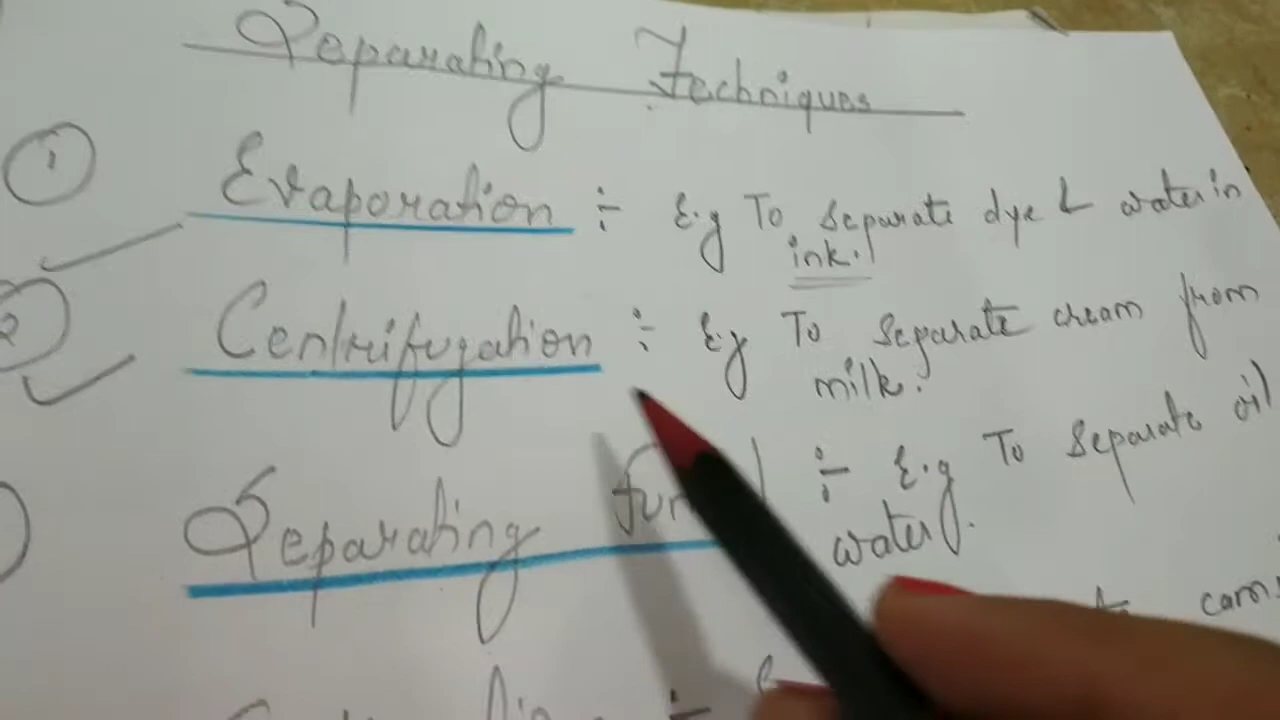 Separating Techniques
1
Evaporation :- E.g To separate dye & water in
ink.
2
Centrifugation :- Eg To separate cream from
milk.
Separating :- E.g To separate oil
water.